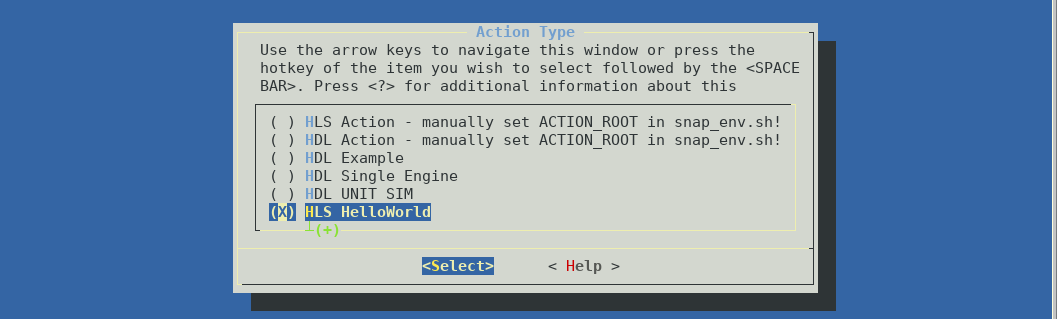 Action Type
Use the arrow keys to navigate this window or press the
hotkey of the item you wish to select followed by the <SPACE
BAR>. Press <?> for additional information about this
( ) HLS Action - manually set ACTION_ROOT in snap_env.sh!
( ) HDL Action - manually set ACTION_ROOT in snap_env.sh!
( ) HDL Example
( ) HDL Single Engine
( ) HDL UNIT SIM
(X) HLS HelloWorld
┴(+)
<Select> < Help >